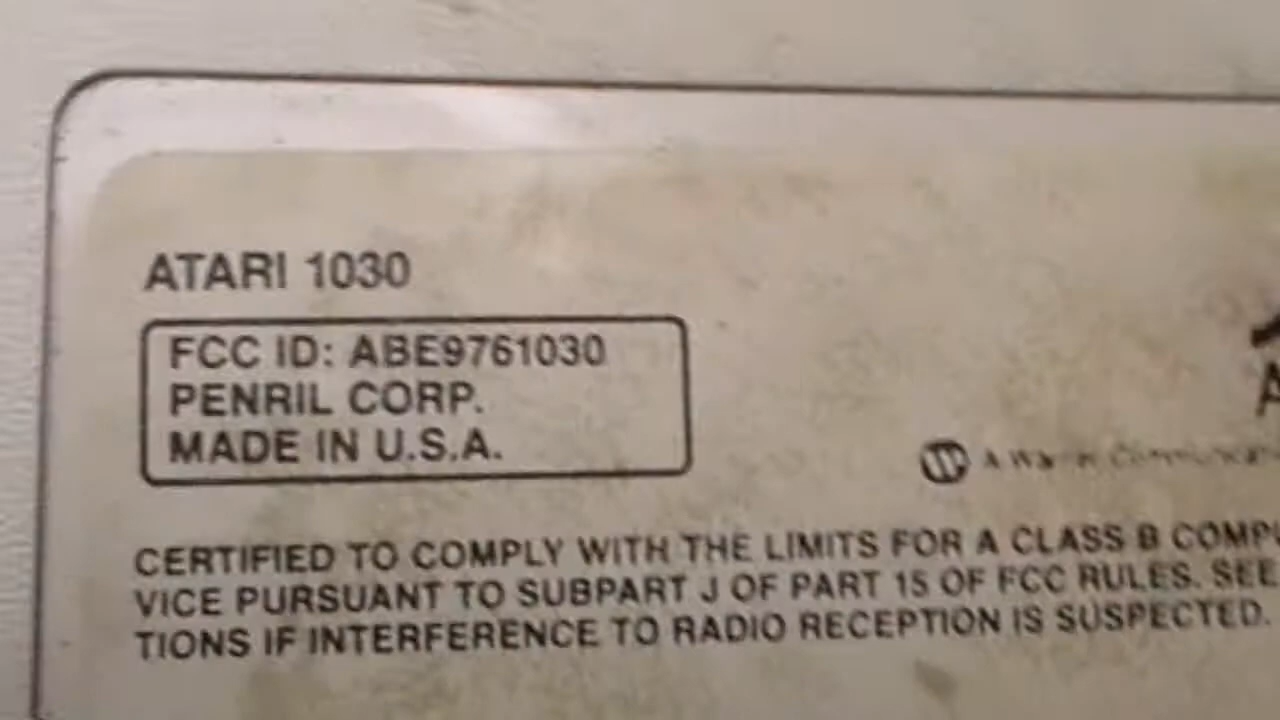 ATARI 1030
FCC ID: ABE9761030
PENRIL CORP.
MADE IN U.S.A.
A
CERTIFIED TO COMPLY WITH THE LIMITS FOR A CLASS B COMPU
VICE PURSUANT TO SUBPART J OF PART 15 OF FCC RULES. SEE
TIONS IF INTERFERENCE TO RADIO RECEPTION IS SUSPECTED.